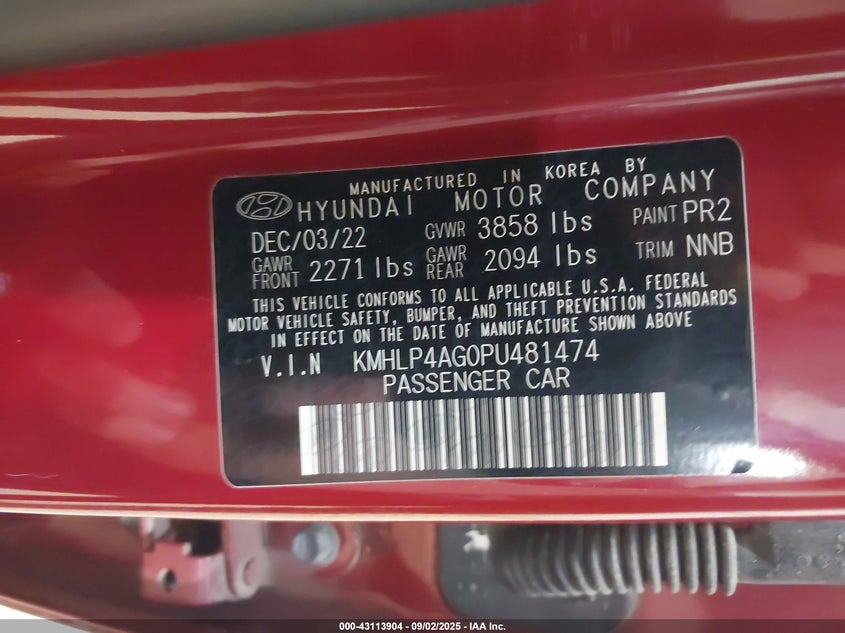 MANUFACTURED IN KOREA BY
HYUNDAI MOTOR COMPANY
DEC/03/22 GVWR 3858 lbs PAINT PR2
GAWR FRONT 2271 lbs GAWR REAR 2094 lbs TRIM NNB
THIS VEHICLE CONFORMS TO ALL APPLICABLE U.S.A. FEDERAL
MOTOR VEHICLE SAFETY, BUMPER, AND THEFT PREVENTION STANDARDS
IN EFFECT ON THE DATE OF MANUFACTURE SHOWN ABOVE
V.I.N KMHLP4AG0PU481474
PASSENGER CAR
000-43113904 - 09/02/2025 - IAA Inc.